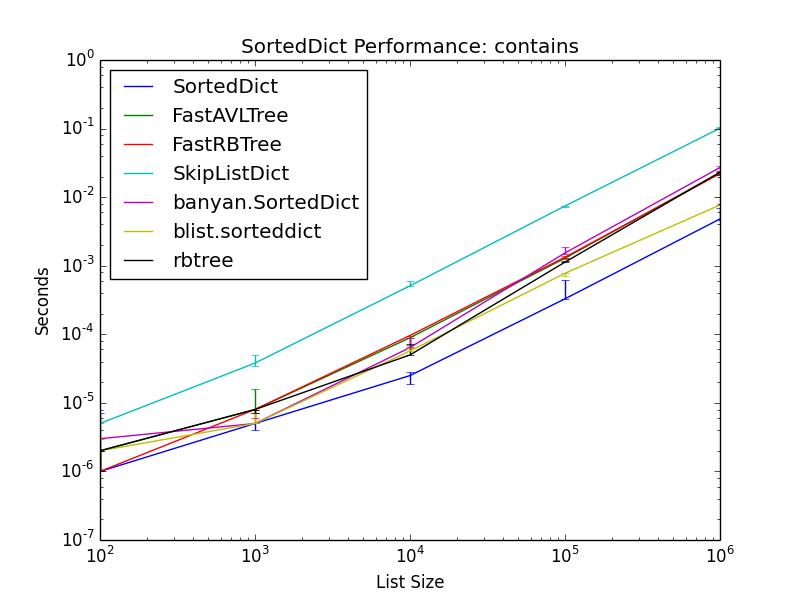 SortedDict Performance: contains
10^0
10^-1
10^-2
10^-3
10^-4
10^-5
10^-6
10^-7
Seconds
SortedDict
FastAVLTree
FastRBTree
SkipListDict
banyan.SortedDict
blist.sorteddict
rbtree
10^2 10^3 10^4 10^5 10^6
List Size